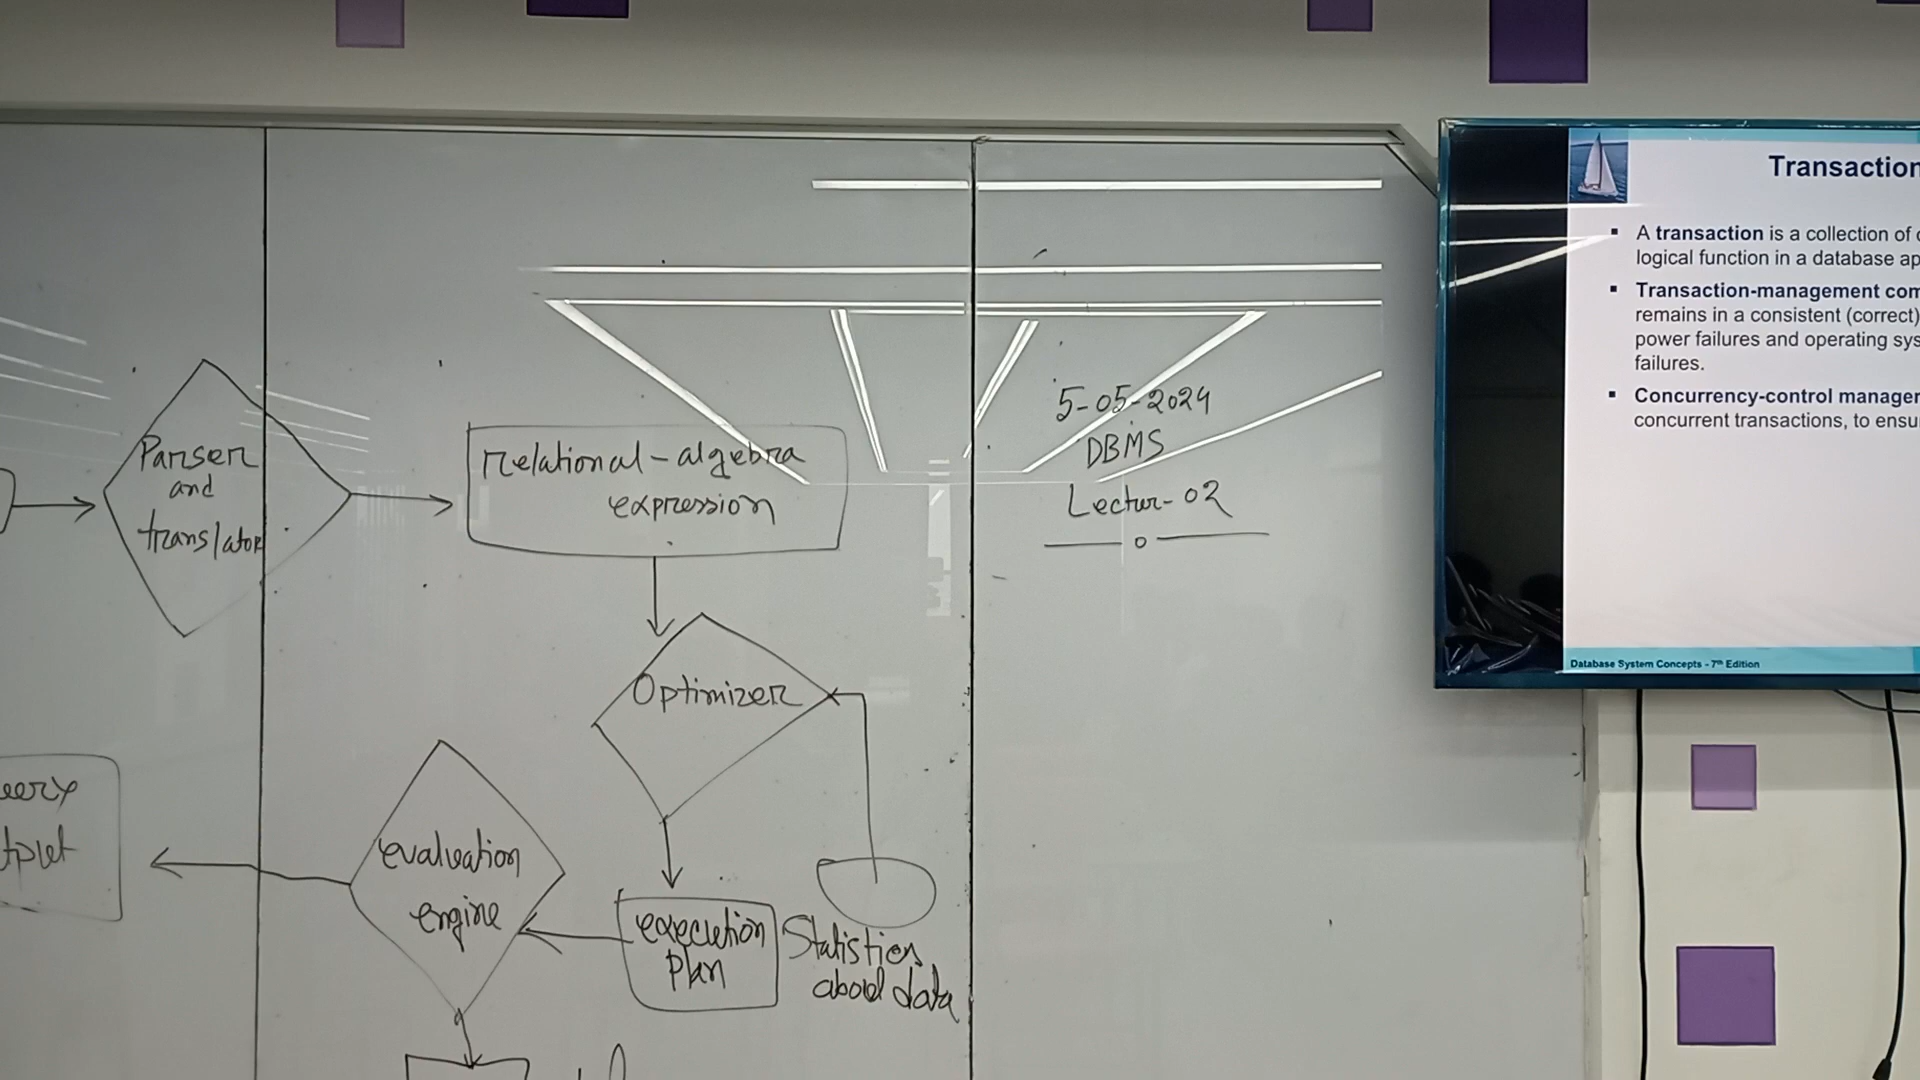 Parser
and
translator
relational-algebra
expression
Optimizer
evaluation
engine
execution
plan
Statistics
about data
5-05-2024
DBMS
Lectur-02
Transaction
A transaction is a collection of
logical function in a database ap
Transaction-management com
remains in a consistent (correct)
power failures and operating sys
failures.
Concurrency-control manager
concurrent transactions, to ensu
Database System Concepts - 7th Edition